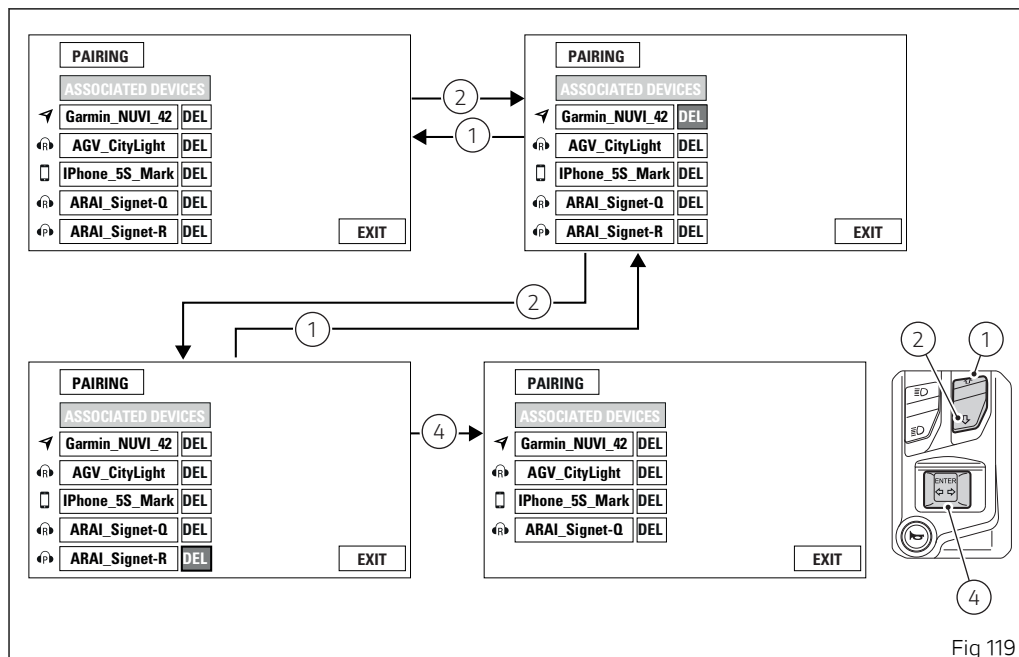 PAIRING
ASSOCIATED DEVICES
Garmin_NUVI_42 DEL
R AGV_CityLight DEL
IPhone_5S_Mark DEL
R ARAI_Signet-Q DEL
P ARAI_Signet-R DEL
EXIT
2
1
PAIRING
ASSOCIATED DEVICES
Garmin_NUVI_42 DEL
R AGV_CityLight DEL
IPhone_5S_Mark DEL
R ARAI_Signet-Q DEL
P ARAI_Signet-R DEL
EXIT
2
1
PAIRING
ASSOCIATED DEVICES
Garmin_NUVI_42 DEL
R AGV_CityLight DEL
IPhone_5S_Mark DEL
R ARAI_Signet-Q DEL
P ARAI_Signet-R DEL
EXIT
4
PAIRING
ASSOCIATED DEVICES
Garmin_NUVI_42 DEL
R AGV_CityLight DEL
IPhone_5S_Mark DEL
R ARAI_Signet-Q DEL
EXIT
2
1
ENTER
4
Fig 119